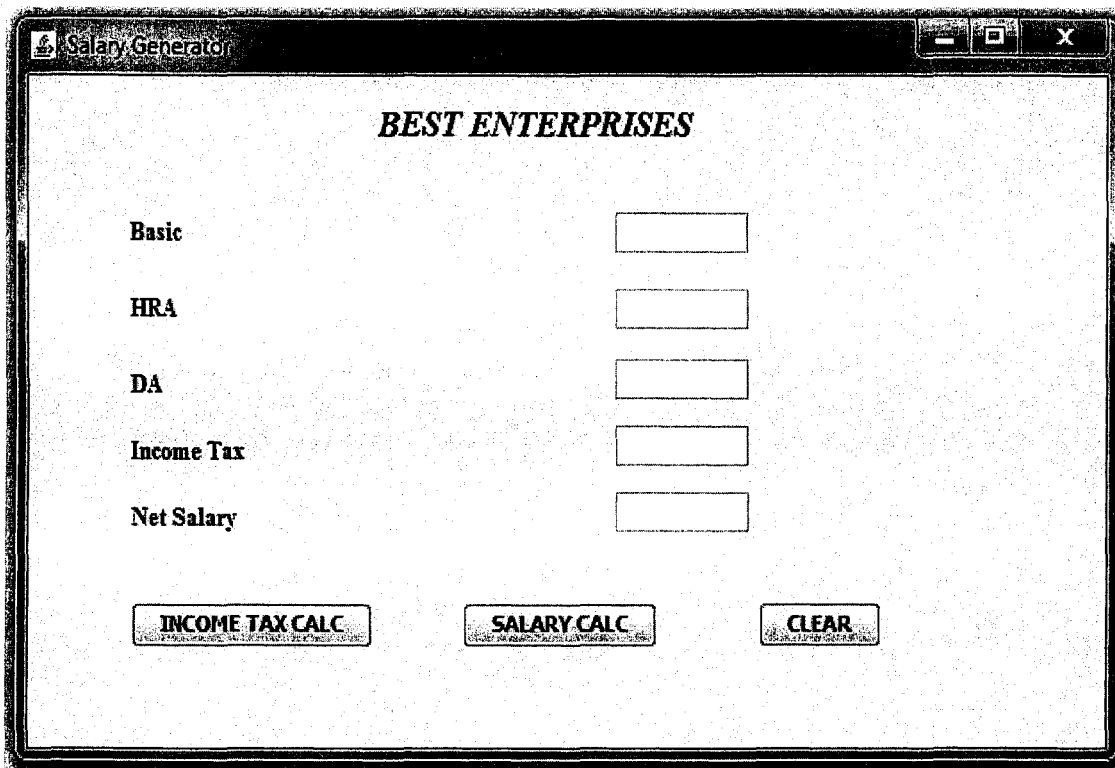 Salary Generator
BEST ENTERPRISES
Basic
HRA
DA
Income Tax
Net Salary
INCOME TAX CALC SALARY CALC CLEAR